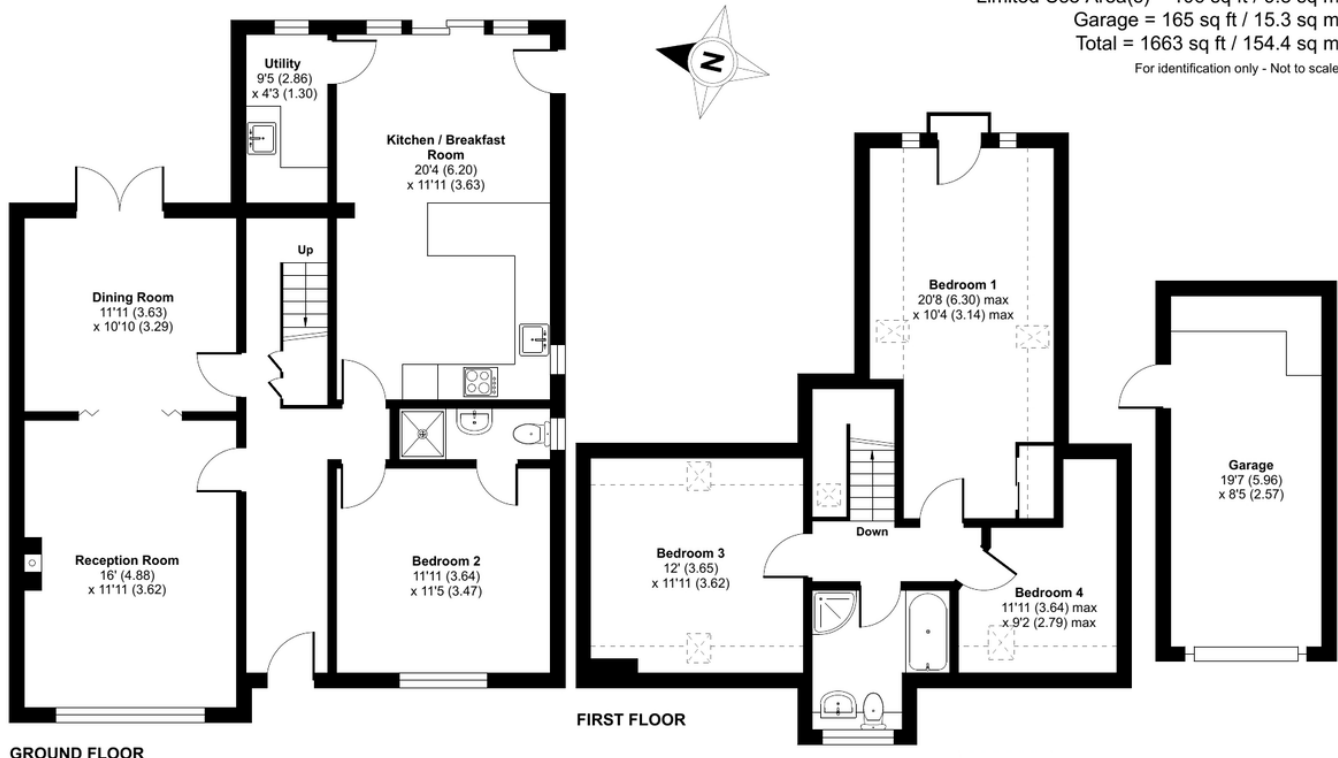 Limited Use Area(s)
sq ft /
sq m
Garage = 165 sq ft / 15.3 sq m
Total = 1663 sq ft / 154.4 sq m
For identification only - Not to scale
N
Utility
9'5 (2.86)
x 4'3 (1.30)
Kitchen / Breakfast
Room
20'4 (6.20)
x 11'11 (3.63)
Up
Dining Room
11'11 (3.63)
x 10'10 (3.29)
Reception Room
16' (4.88)
x 11'11 (3.62)
Bedroom 2
11'11 (3.64)
x 11'5 (3.47)
GROUND FLOOR
Bedroom 1
20'8 (6.30) max
x 10'4 (3.14) max
Down
Bedroom 3
12' (3.65)
x 11'11 (3.62)
Bedroom 4
11'11 (3.64) max
x 9'2 (2.79) max
FIRST FLOOR
Garage
19'7 (5.96)
x 8'5 (2.57)